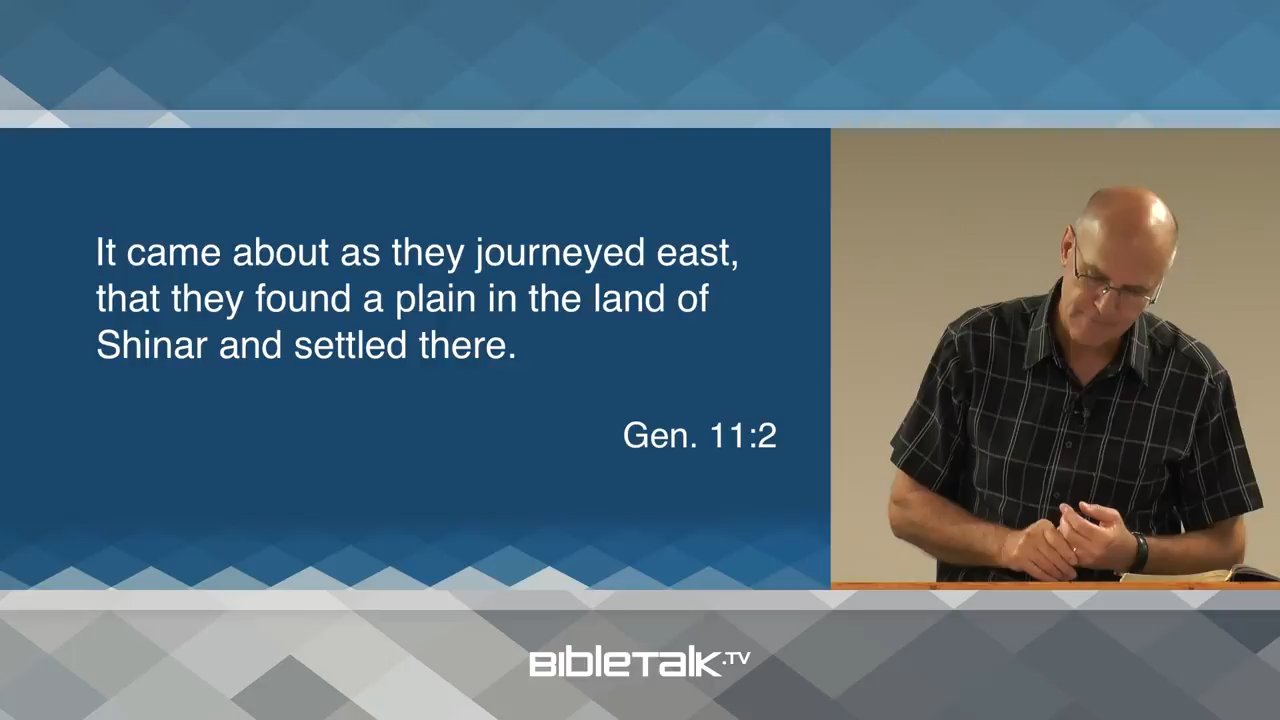 It came about as they journeyed east,
that they found a plain in the land of
Shinar and settled there.
Gen. 11:2
BIBLETALK.TV